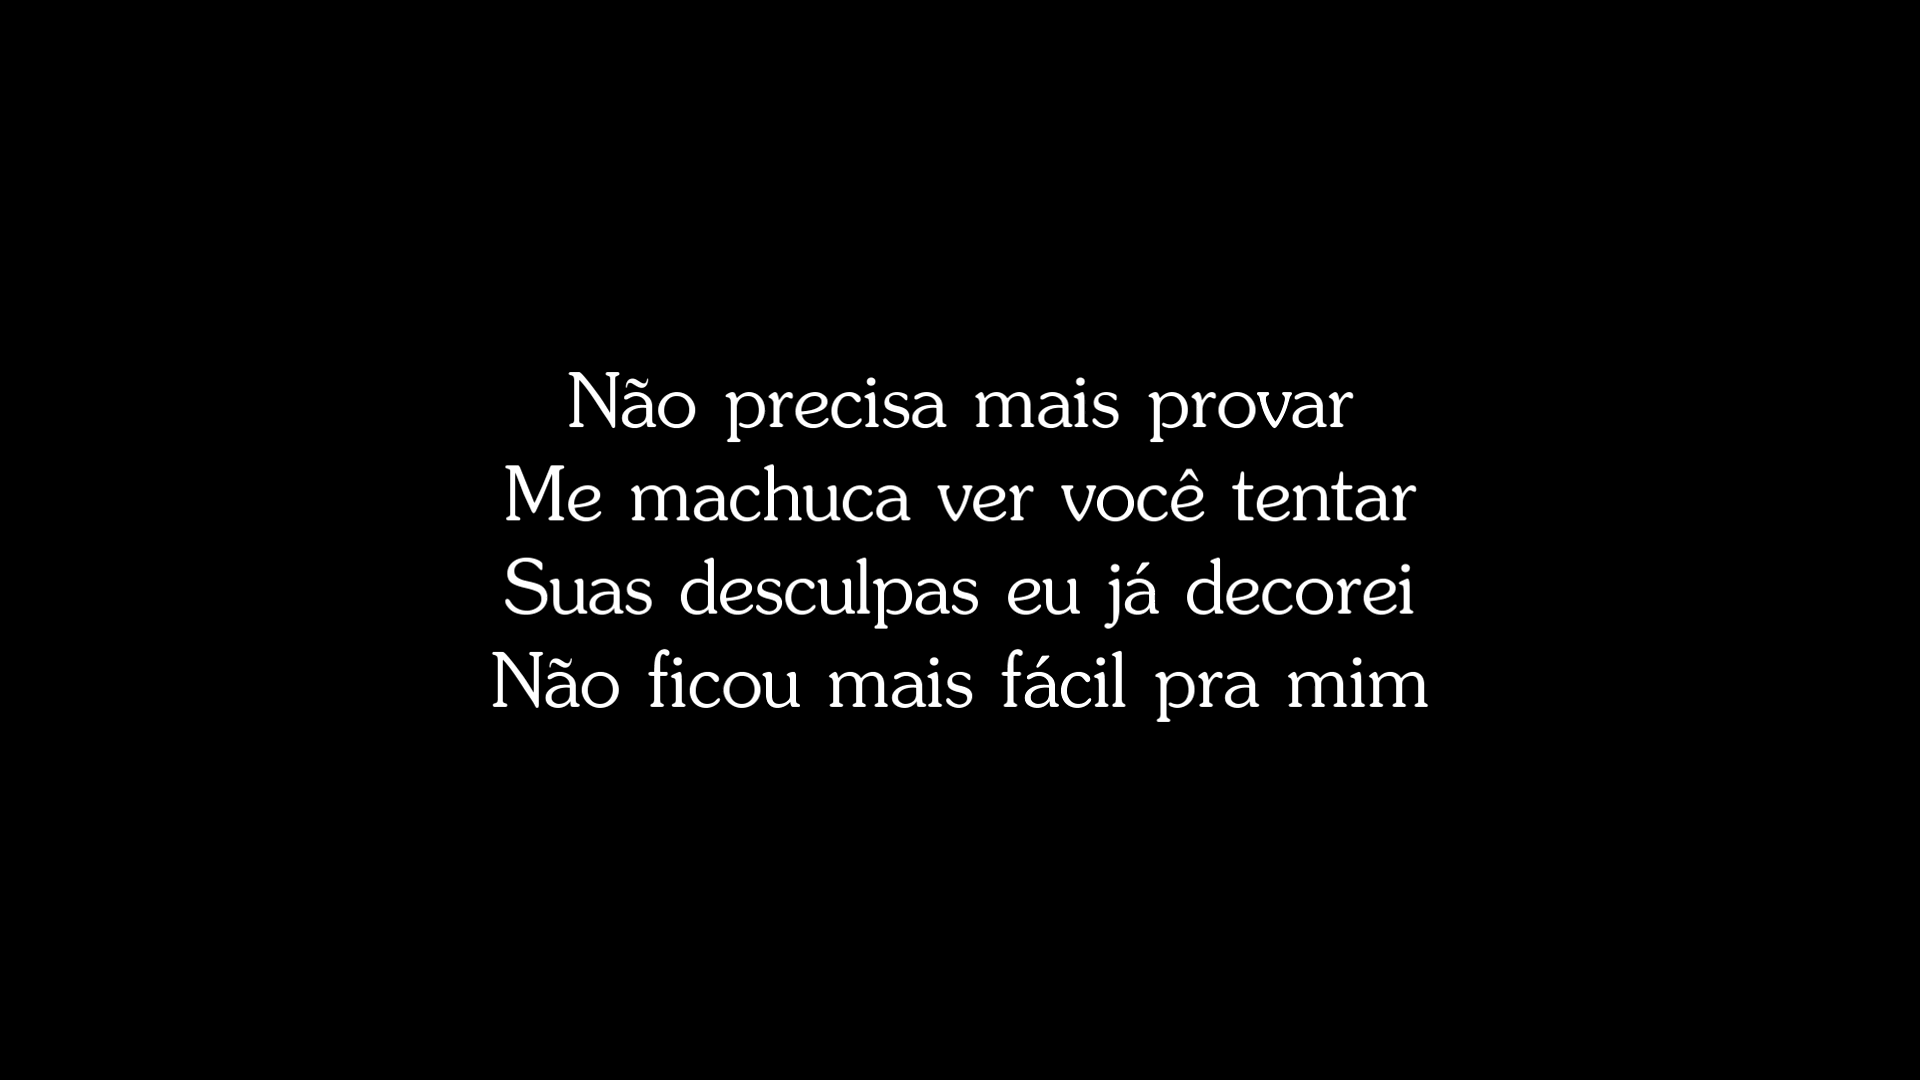 Não precisa mais provar
Me machuca ver você tentar
Suas desculpas eu já decorei
Não ficou mais fácil pra mim